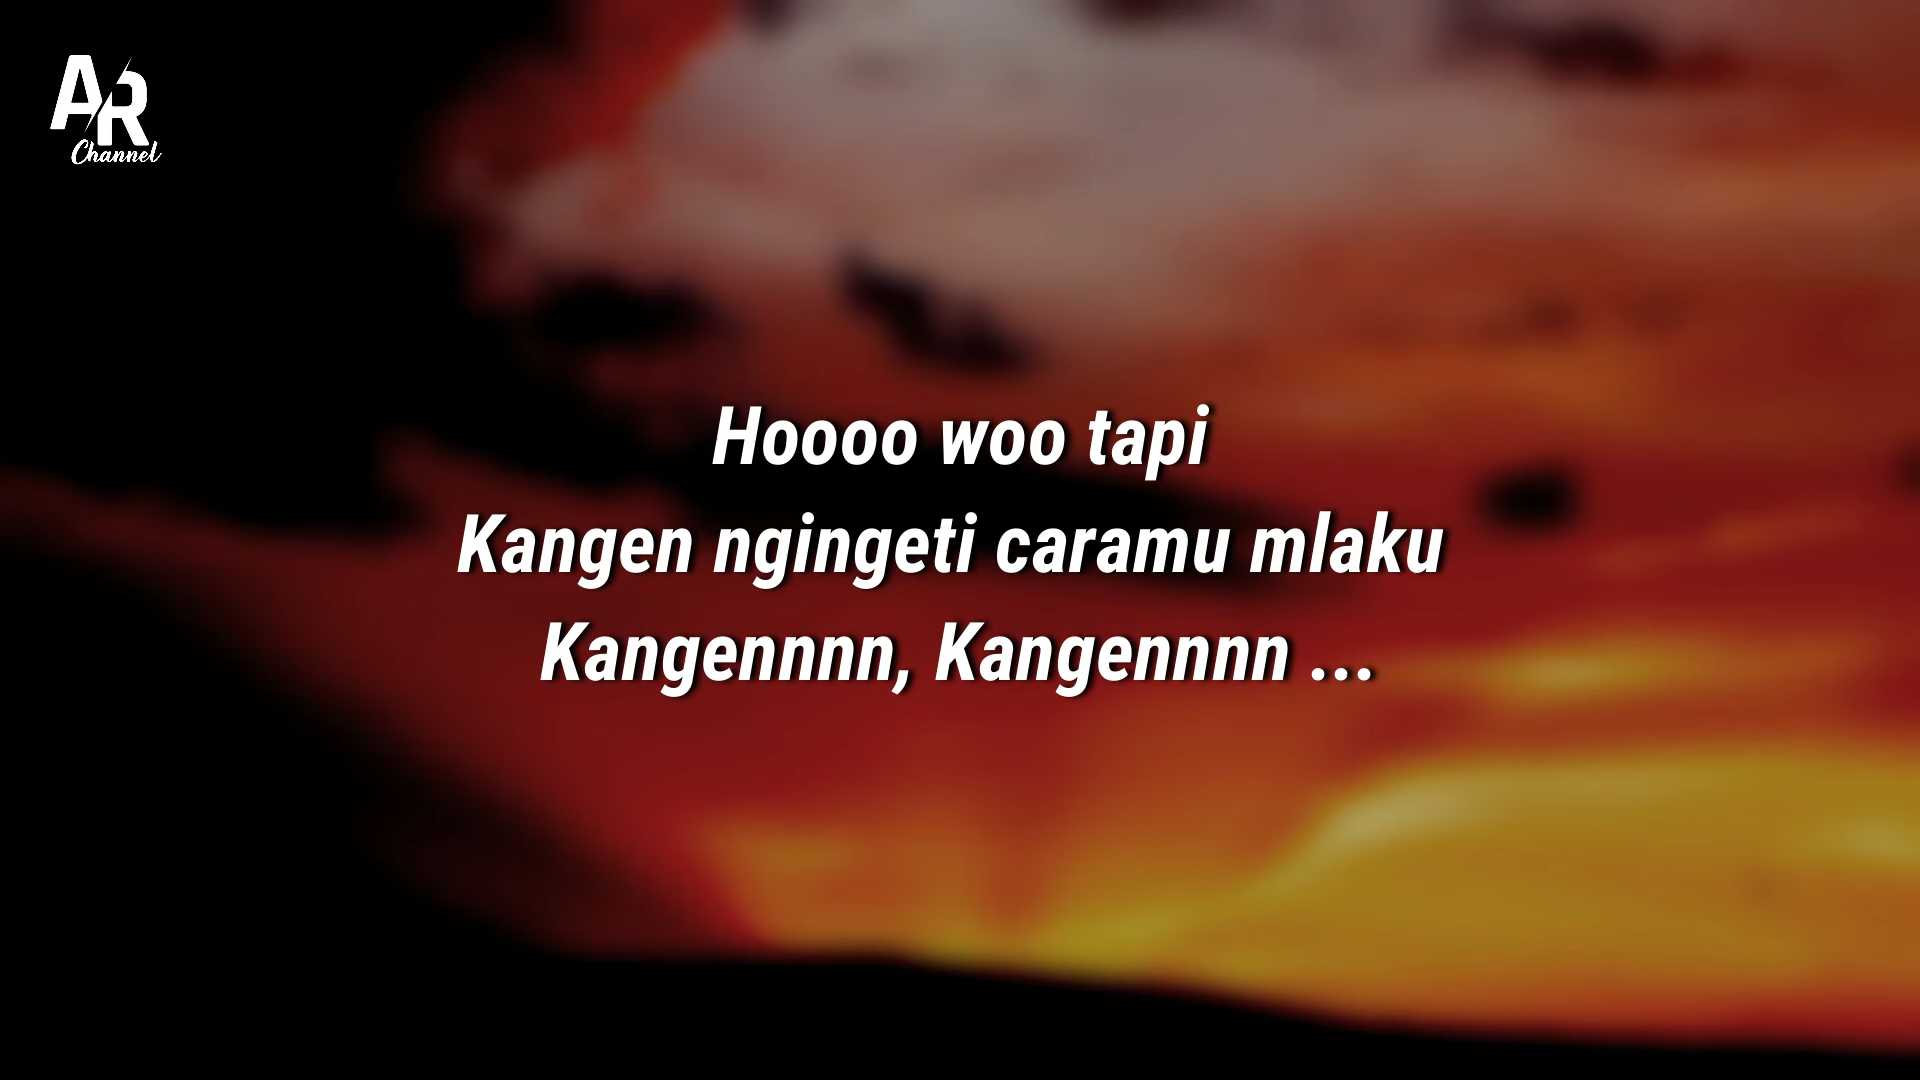 AR
Channel
Hoooo woo tapi
Kangen ngingeti caramu mlaku
Kangennnn, Kangennnn ...